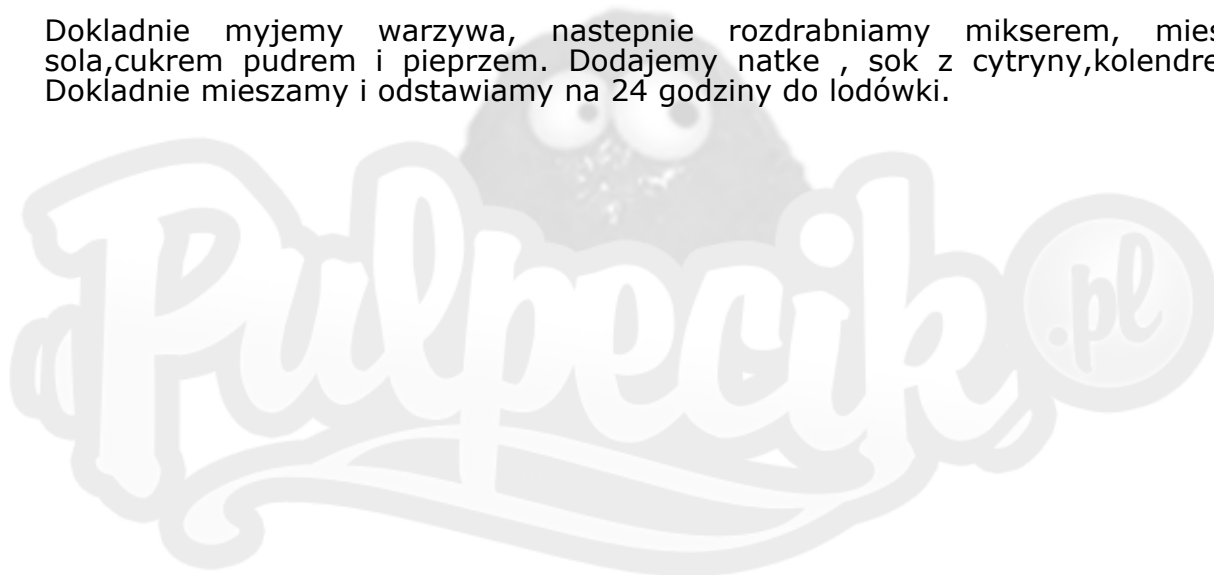 Dokladnie myjemy warzywa, nastepnie rozdrabniamy mikserem,
sola,cukrem pudrem i pieprzem. Dodajemy natke , sok z cytryny,kolendre
Dokladnie mieszamy i odstawiamy na 24 godziny do lodówki.
Pulpecik .pl